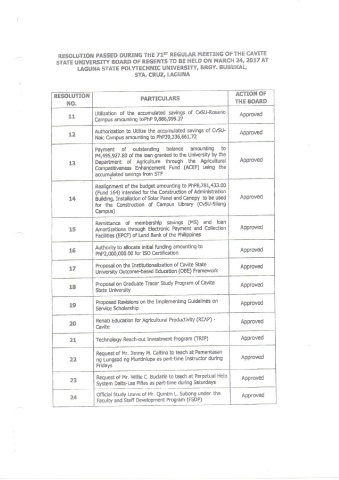 RESOLUTION PASSED DURING THE 71ST REGULAR MEETING OF THE CAVITE
STATE UNIVERSITY BOARD OF REGENTS TO BE HELD ON MARCH 24, 2017 AT
LAGUNA STATE POLYTECHNIC UNIVERSITY, BRGY. BUBUKAL,
STA. CRUZ, LAGUNA
RESOLUTION NO.
PARTICULARS
ACTION OF THE BOARD
11
Utilization of the accumulated savings of CvSU-Rosario
Campus amounting to PhP 9,886,999.37
Approved
12
Authorization to Utilize the accumulated savings of CvSU-
Campus amounting to PhP39,336,661.72
Approved
13
Payment of outstanding balance amounting to
P4,495,927.80 of the loan granted to the University by the
Department of Agriculture through the Agricultural
Competitiveness Enhancement Fund (ACEF) using the
accumulated savings from STF
Approved
14
Realignment of the budget amounting to PhP8,781,433.00
(Fund 164) intended for the Construction of Administration
Building, Installation of Solar Panel and Canopy to be used
for the Construction of Campus Library (CvSU-Silang
Campus)
Approved
15
Remittance of membership savings (MS) and loan
Amortizations through Electronic Payment and Collection
Facilities (EPCF) of Land Bank of the Philippines
Approved
16
Authority to allocate initial funding amounting to
PhP2,000,000.00 for ISO Certification
Approved
17
Proposal on the Institutionalization of Cavite State
University Outcome-based Education (OBE) Framework
Approved
18
Proposal on Graduate Tracer Study Program of Cavite
State University
Approved
19
Proposed Revisions on the Implementing Guidelines on
Service Scholarship
Approved
20
Education for Agricultural Productivity -
Cavite
Approved
21
Technology Reach-out Investment Program (TRIP)
Approved
22
Request of Mr. Jimmy M. to teach at Pamantasan
ng Lungsod ng Muntinlupa as part-time instructor during
Fridays
Approved
23
Request of Mr. Willie C. to teach at Perpetual Help
System Delta-Las Piñas as part-time during Saturdays
Approved
24
Official Study Leave of Mr. Quintin L. under the
Faculty and Staff Development Program (FSDP)
Approved